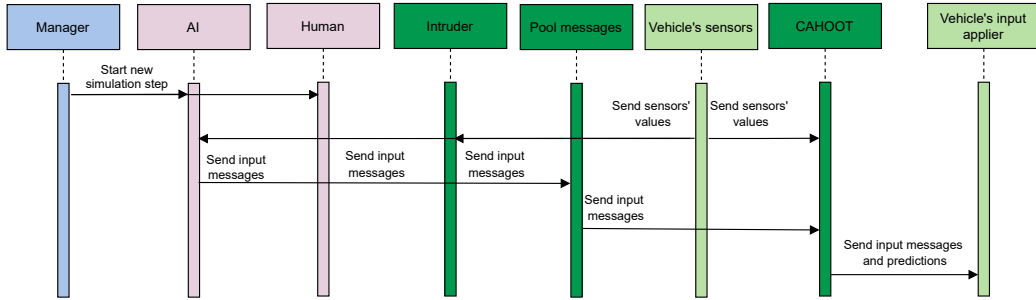 Manager
AI
Human
Intruder
Pool messages
Vehicle's sensors
CAHOOT
Vehicle's input
applier
Start new
simulation step
Send sensors'
values
Send sensors'
values
Send input
messages
Send input
messages
Send input
messages
Send input
messages
Send input messages
and predictions